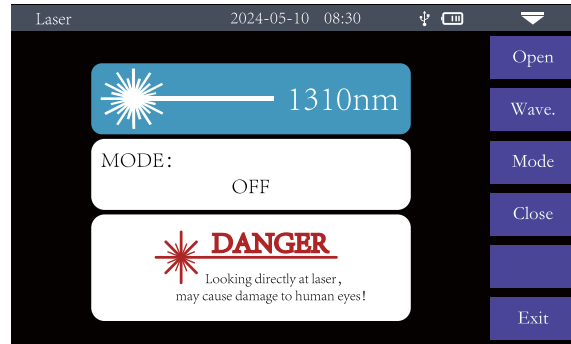 Laser 2024-05-10 08:30
Open
1310nm
Wave.
MODE:
OFF
Mode
Close
DANGER
Looking directly at laser,
may cause damage to human eyes!
Exit